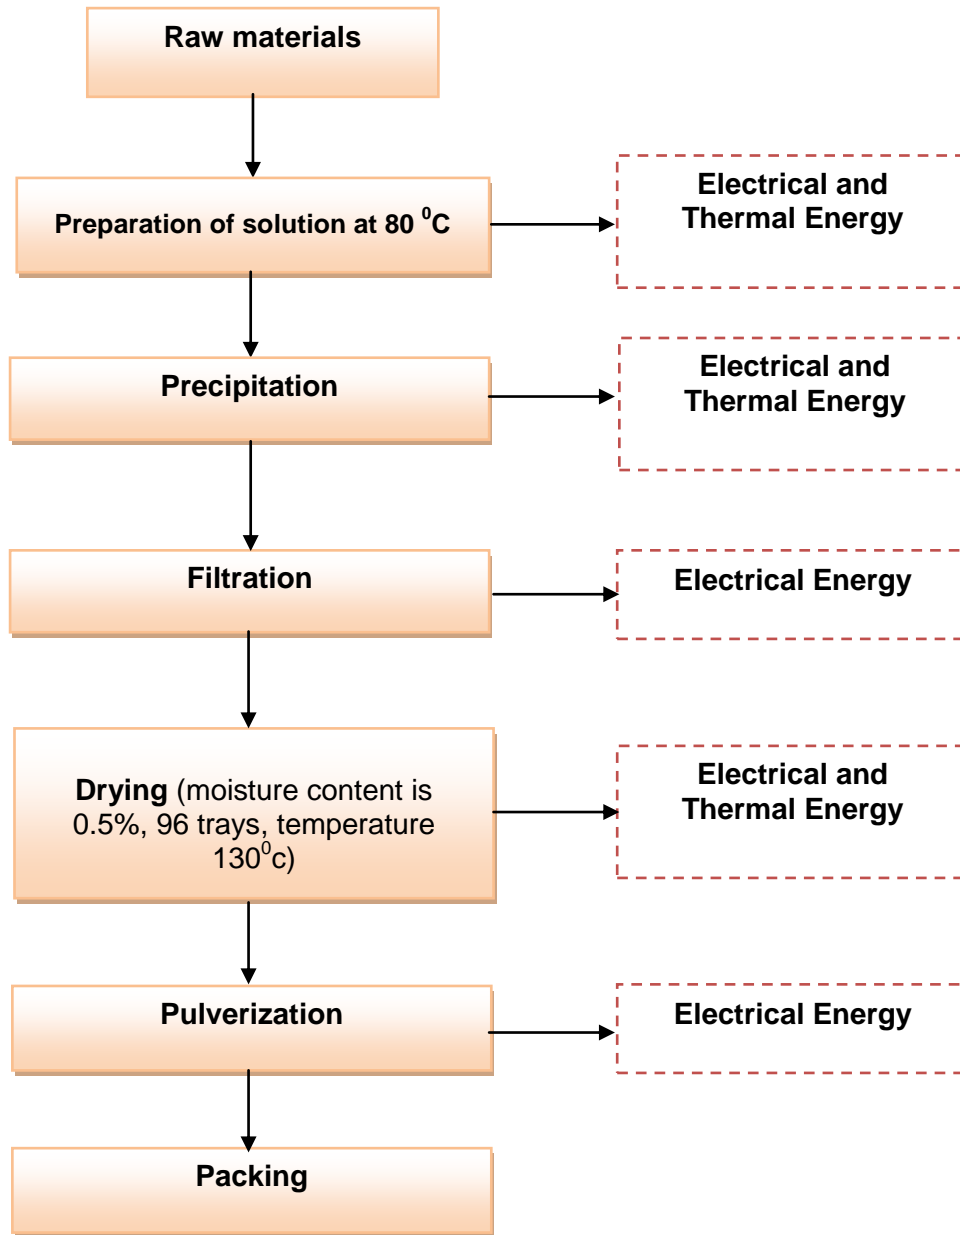 Raw materials
Preparation of solution at 80 ⁰C
Electrical and
Thermal Energy
Precipitation
Electrical and
Thermal Energy
Filtration
Electrical Energy
Drying (moisture content is
0.5%, 96 trays, temperature
130⁰c)
Electrical and
Thermal Energy
Pulverization
Electrical Energy
Packing